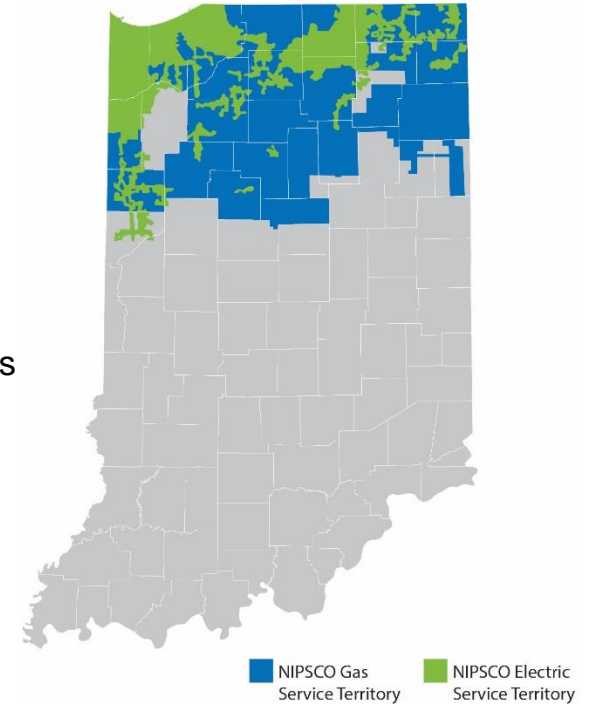 s
NIPSCO Gas
Service Territory
NIPSCO Electric
Service Territory